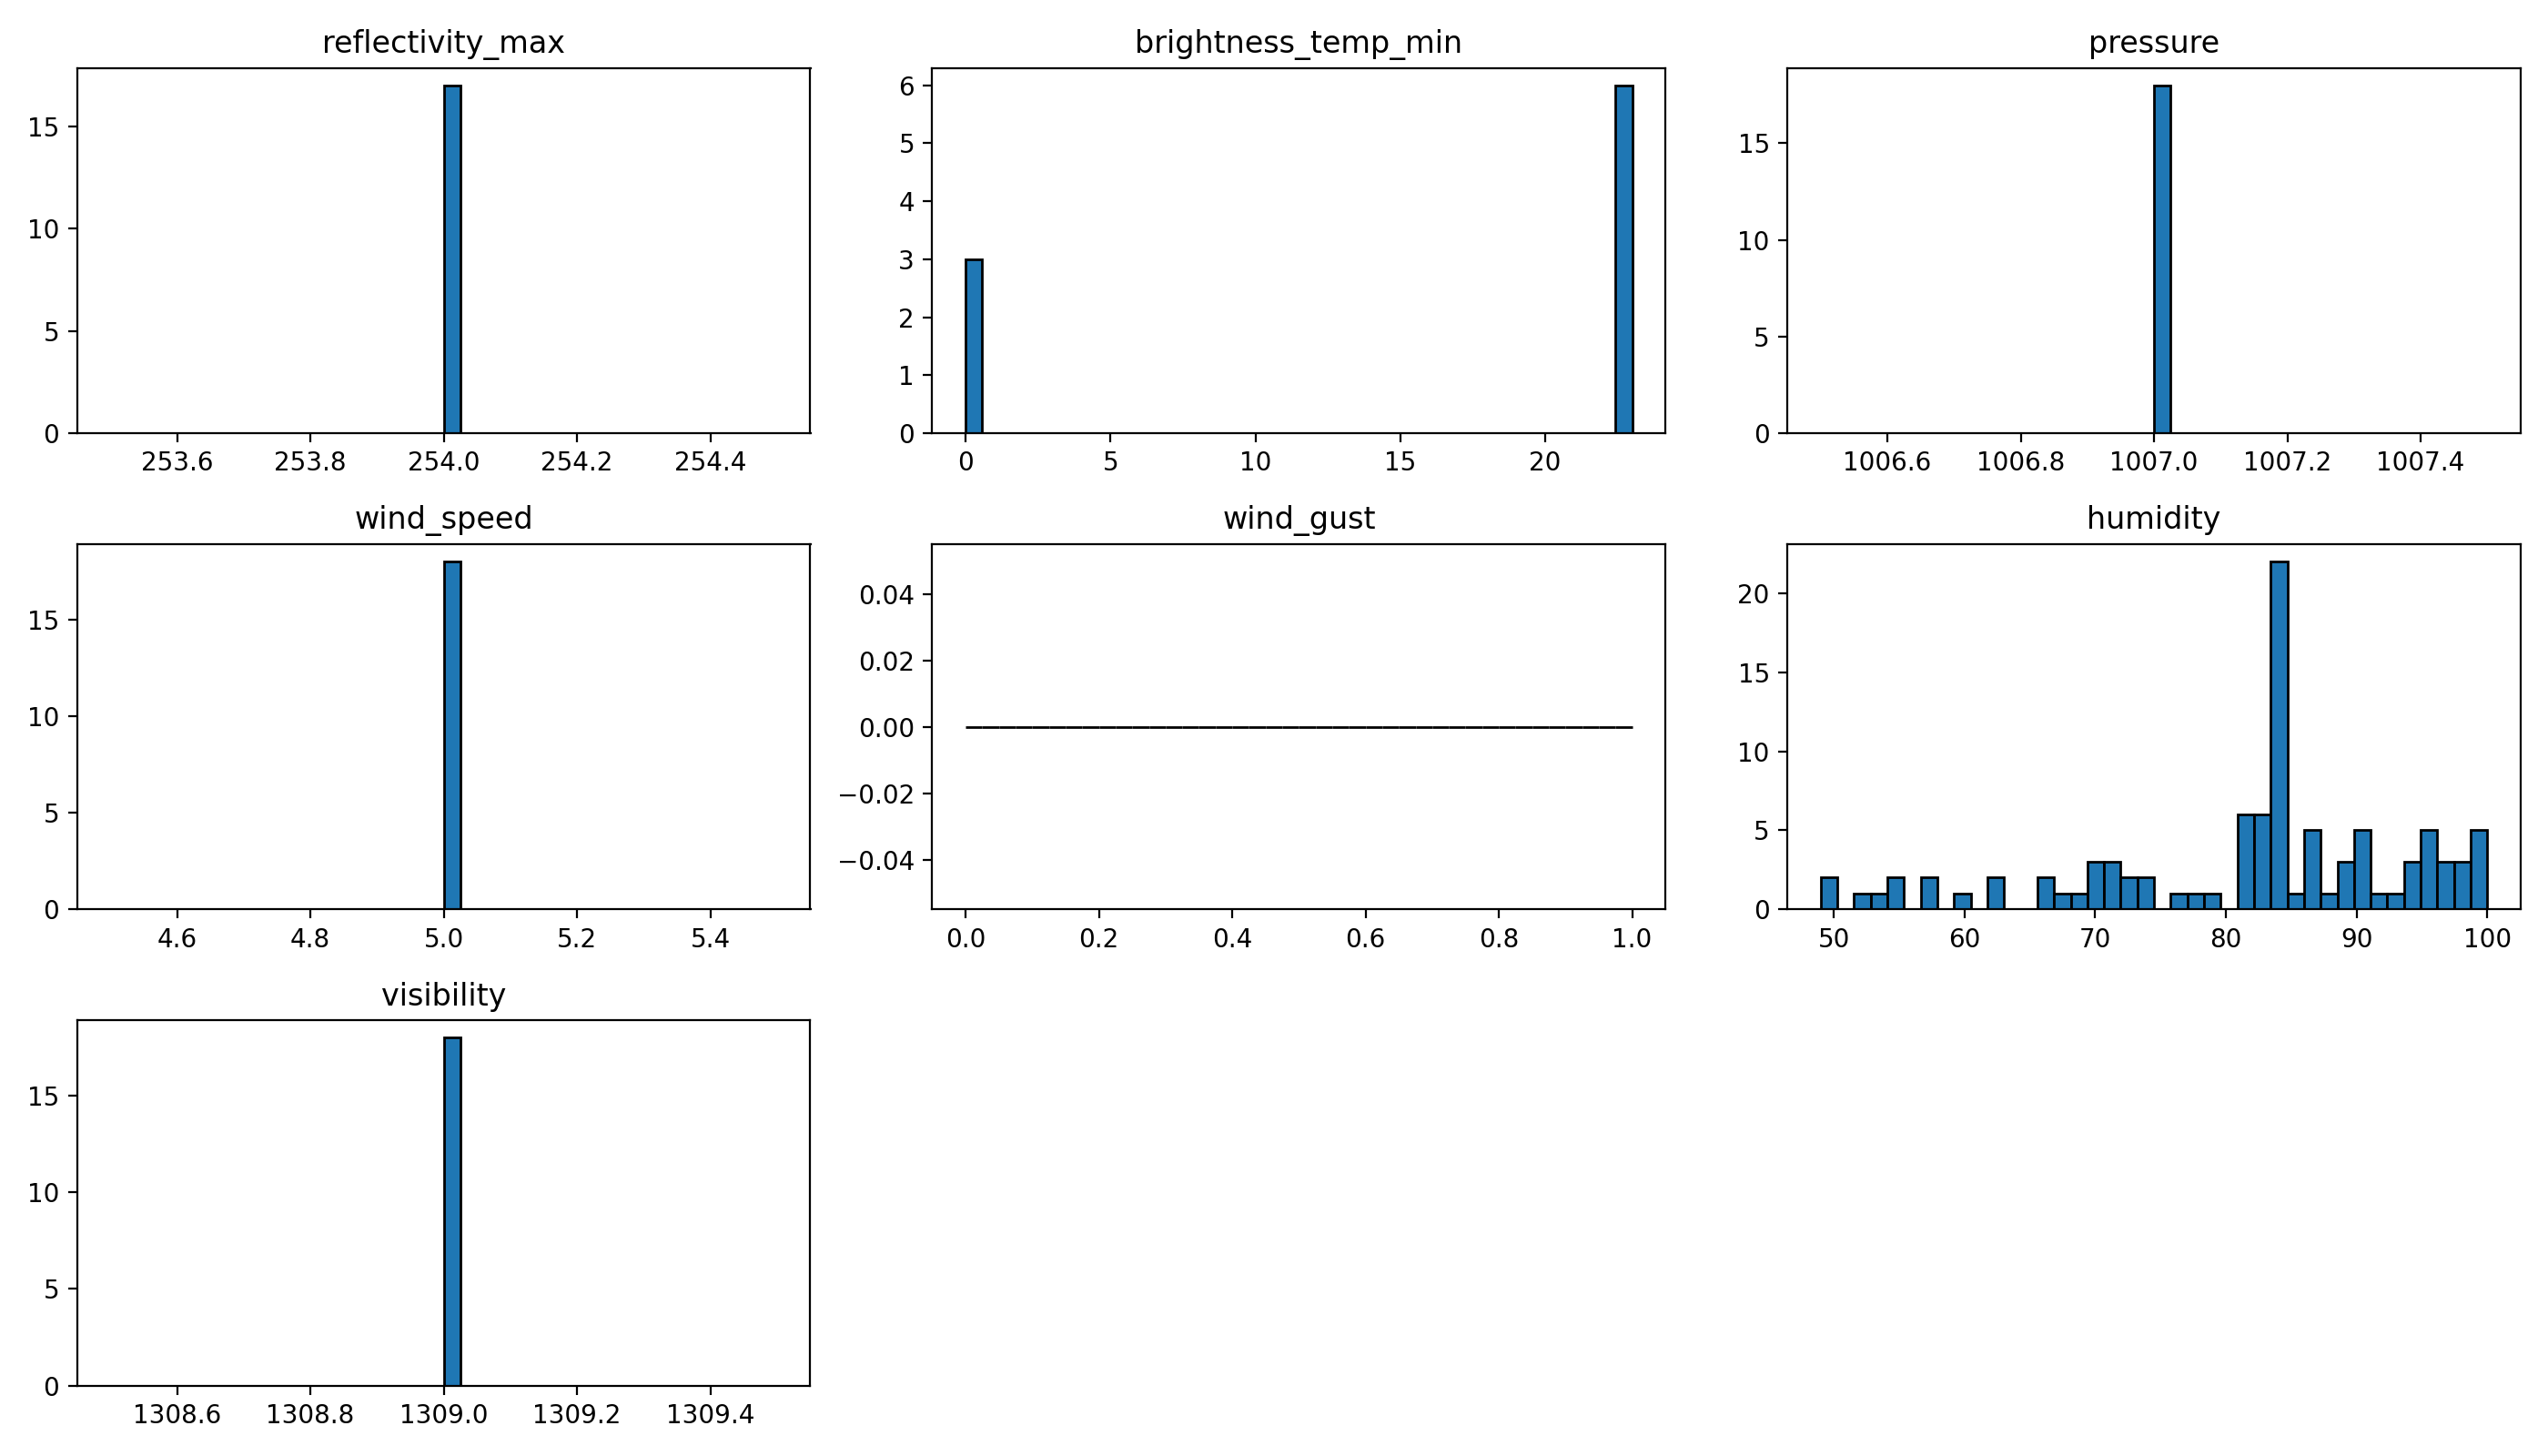 reflectivity_max
15
10
5
0
253.6 253.8 254.0 254.2 254.4
brightness_temp_min
6
5
4
3
2
1
0
0 5 10 15 20
pressure
15
10
5
0
1006.6 1006.8 1007.0 1007.2 1007.4
wind_speed
15
10
5
0
4.6 4.8 5.0 5.2 5.4
wind_gust
0.04
0.02
0.00
−0.02
−0.04
0.0 0.2 0.4 0.6 0.8 1.0
humidity
20
15
10
5
0
50 60 70 80 90 100
visibility
15
10
5
0
1308.6 1308.8 1309.0 1309.2 1309.4